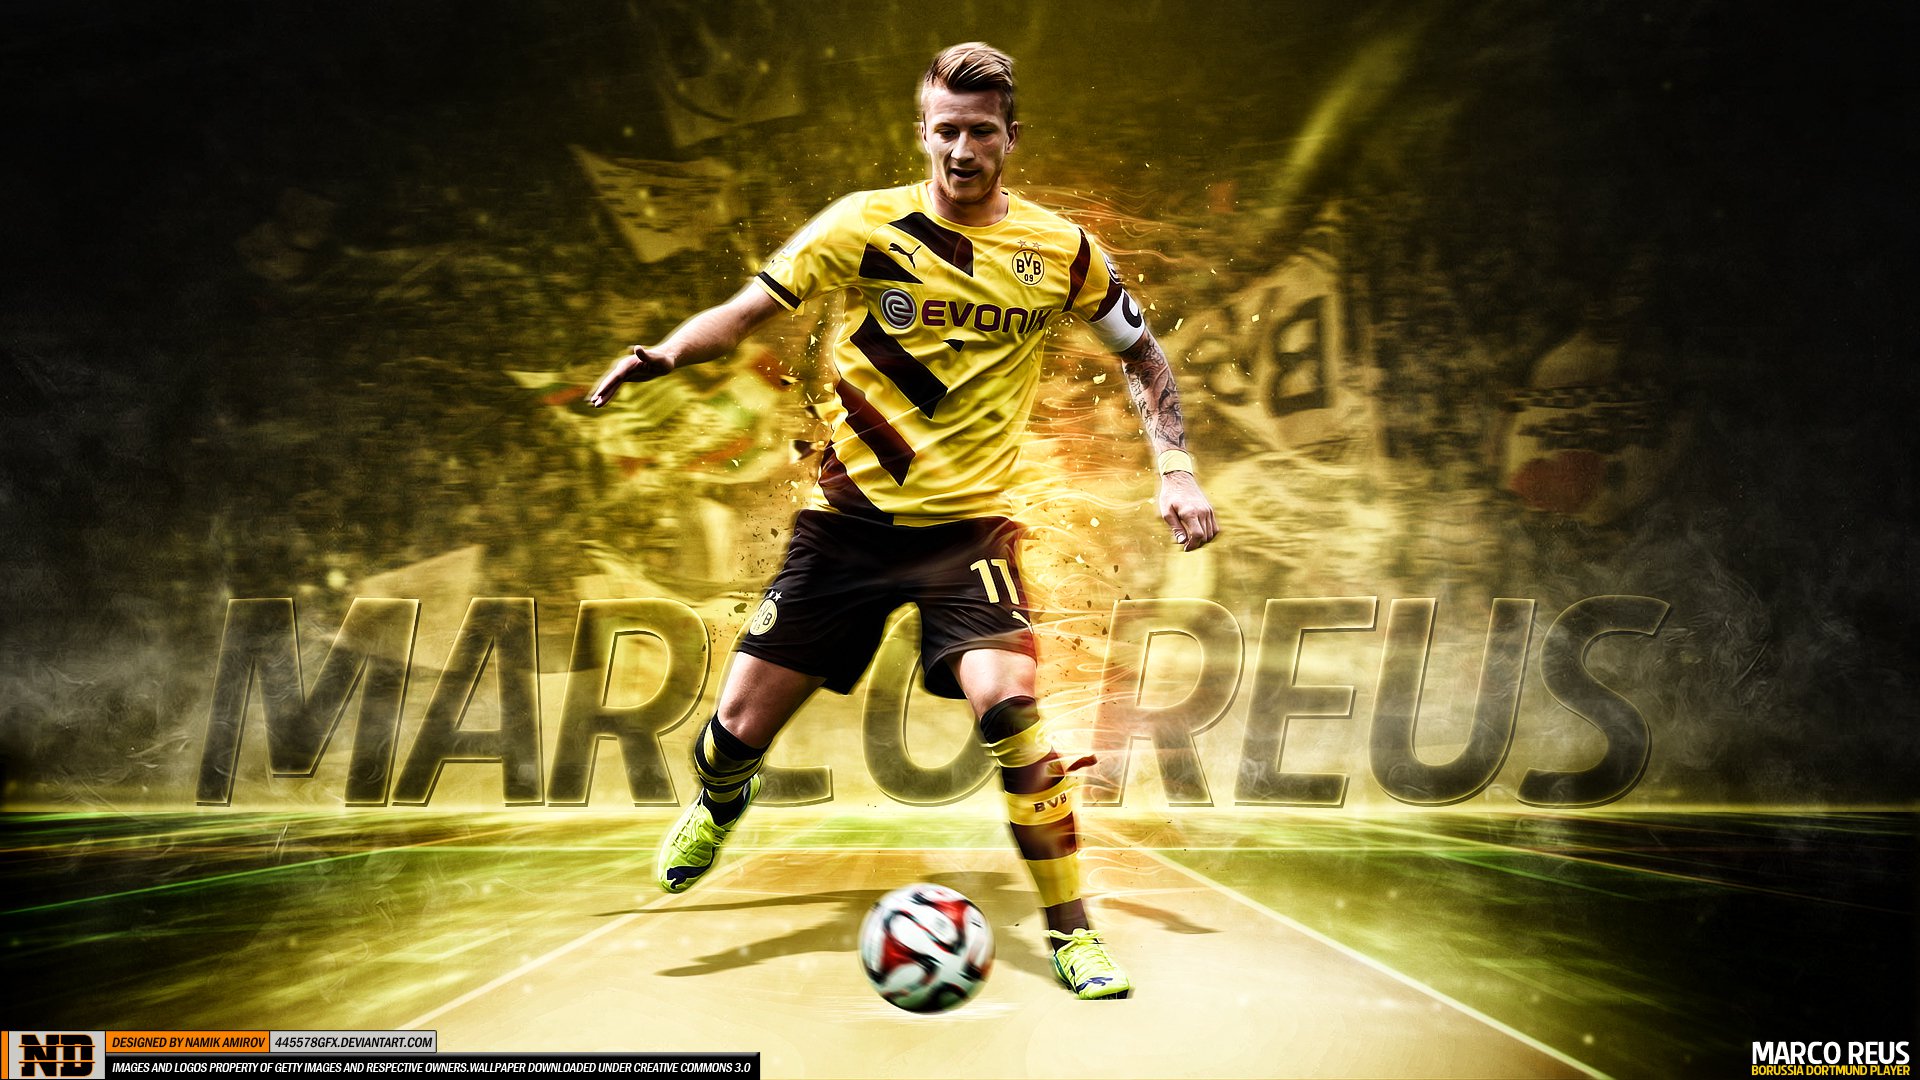 BVB
09
EVONIK
11
BVB
MARCO REUS
BVB
ND
DESIGNED BY NAMIK AMIROV
445578GFX.DEVIANTART.COM
IMAGES AND LOGOS PROPERTY OF GETTY IMAGES AND RESPECTIVE OWNERS.WALLPAPER DOWNLOADED UNDER CREATIVE COMMONS 3.0
MARCO REUS
BORUSSIA DORTMUND PLAYER